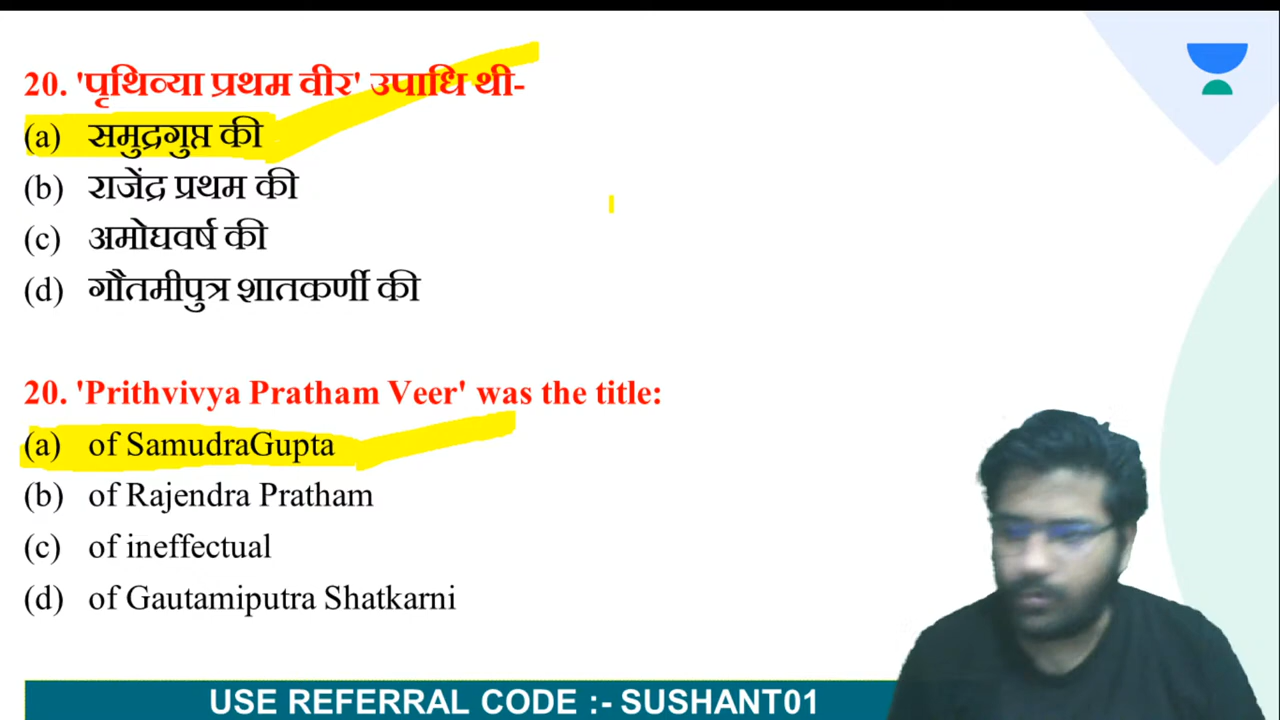 20. 'पृथिव्या प्रथम वीर' उपाधि थी-
(a) समुद्रगुप्त की
(b) राजेंद्र प्रथम की
(c) अमोघवर्ष की
(d) गौतमीपुत्र शातकर्णी की
20. 'Prithvivya Pratham Veer' was the title:
(a) of SamudraGupta
(b) of Rajendra Pratham
(c) of ineffectual
(d) of Gautamiputra Shatkarni
USE REFERRAL CODE :- SUSHANT01